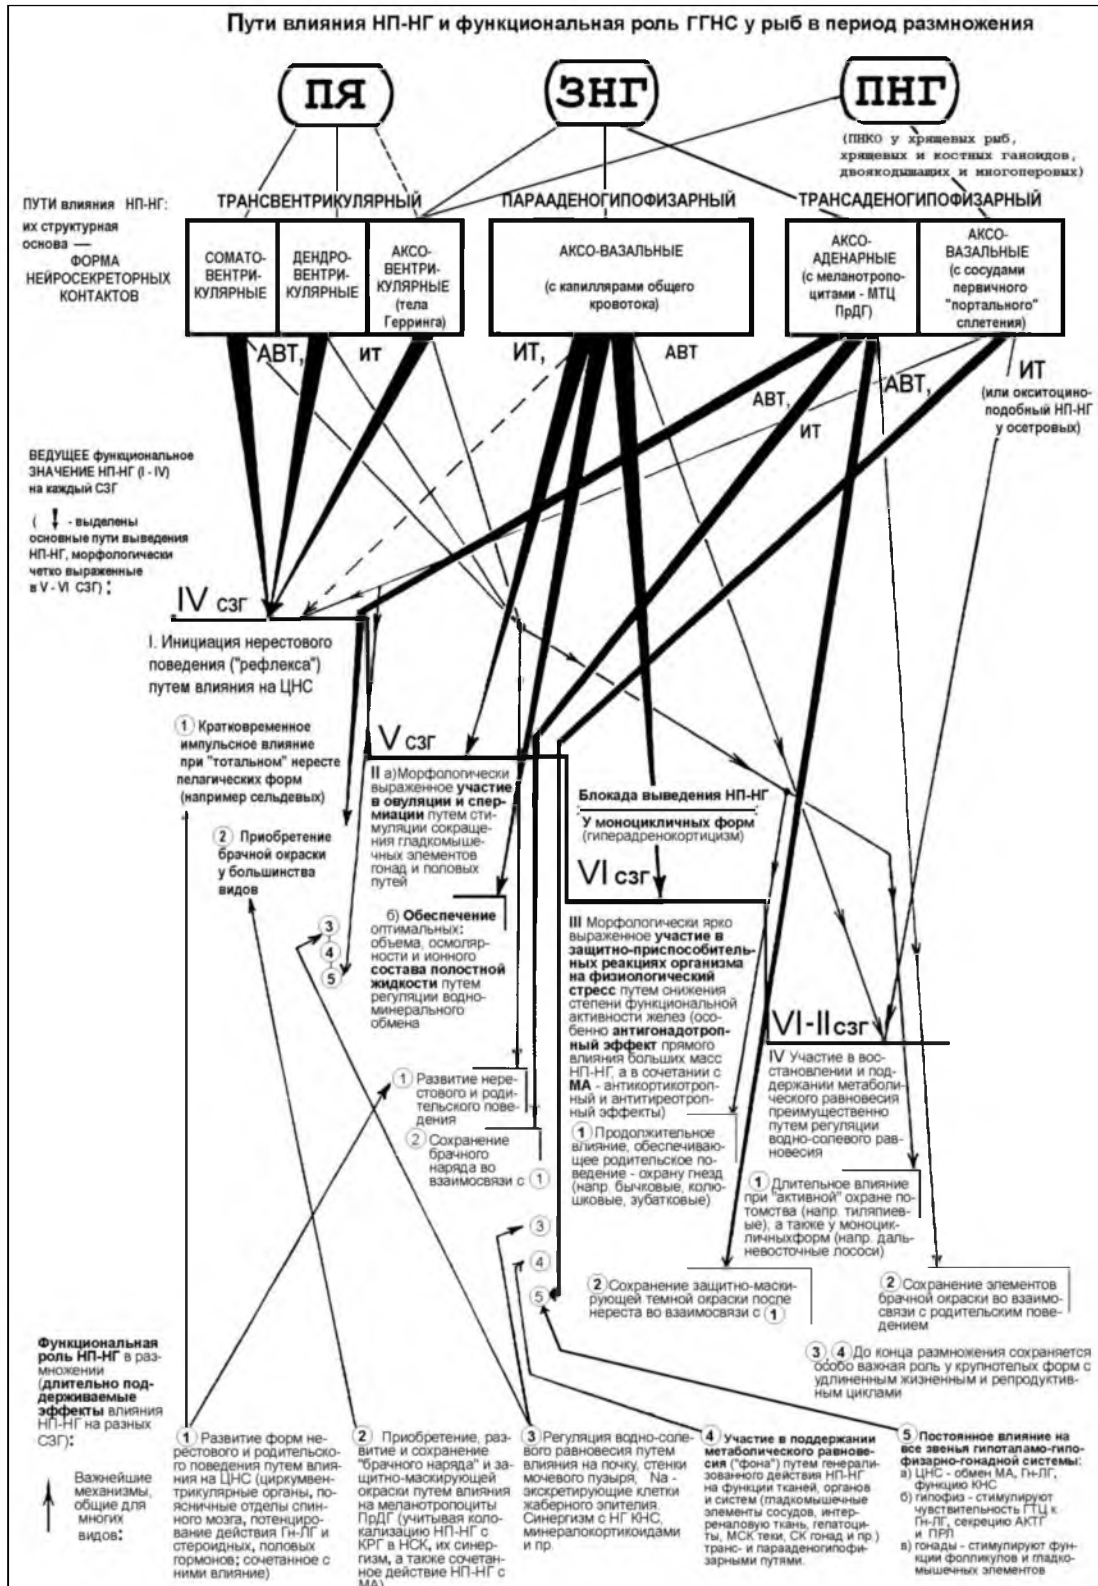 Пути влияния НП-НГ и функциональная роль ГГНС у рыб в период размножения
ПЯ
ЗНГ
ПНГ
(ПНКО у хрящевых рыб,
хрящевых и костных ганоидов,
двоякодышащих и многоперовых)
ПУТИ влияния НП-НГ:
их структурная
основа —
ФОРМА
НЕЙРОСЕКРЕТОРНЫХ
КОНТАКТОВ
ТРАНСВЕНТРИКУЛЯРНЫЙ
ПАРААДЕНОГИПОФИЗАРНЫЙ
ТРАНСАДЕНОГИПОФИЗАРНЫЙ
СОМАТО-
ВЕНТРИ-
КУЛЯРНЫЕ
ДЕНДРО-
ВЕНТРИ-
КУЛЯРНЫЕ
АКСО-
ВЕНТРИ-
КУЛЯРНЫЕ
(тела
Герринга)
АКСО-ВАЗАЛЬНЫЕ
(с капиллярами общего
кровотока)
АКСО-
АДЕНАРНЫЕ
(с меланотропо-
цитами - МТЦ
ПрДГ)
АКСО-
ВАЗАЛЬНЫЕ
(с сосудами
первичного
"портального"
сплетения)
АВТ,
ИТ
ИТ,
АВТ
АВТ,
ИТ
АВТ,
ИТ
(или окситоцино-
подобный НП-НГ
у осетровых)
ВЕДУЩЕЕ функциональное
ЗНАЧЕНИЕ НП-НГ (I - IV)
на каждый СЗГ
( - выделены
основные пути выведения
НП-НГ, морфологически
четко выраженные
в V - VI СЗГ) :
IV СЗГ
I. Инициация нерестового
поведения ("рефлекса")
путем влияния на ЦНС
1 Кратковременное
импульсное влияние
при "тотальном" нересте
пелагических форм
(например сельдевых)
2 Приобретение
брачной окраски
у большинства
видов
3
4
5
V СЗГ
II а)Морфологически
выраженное участие
в овуляции и спер-
миации путем сти-
муляции сокраще-
ния гладкомыше-
чных элементов
гонад и половых
путей
б) Обеспечение
оптимальных:
объема, осмоляр-
ности и ионного
состава полостной
жидкости путем
регуляции водно-
минерального
обмена
1 Развитие нере-
стового и роди-
тельского пове-
дения
2 Сохранение
брачного
наряда во
взаимосвязи с 1
3
4
5
Блокада выведения НП-НГ
У моноцикличных форм
(гиперадренокортицизм)
VI СЗГ
III Морфологически ярко
выраженное участие в
защитно-приспособитель-
ных реакциях организма
на физиологический
стресс путем снижения
степени функциональной
активности желез (осо-
бенно антигонадотроп-
ный эффект прямого
влияния больших масс
НП-НГ, а в сочетании с
МА - антикортикотроп-
ный и антитиреотроп-
ный эффекты)
1 Продолжительное
влияние, обеспечиваю-
щее родительское по-
ведение - охрану гнезд
(напр. бычковые, колю-
шковые, зубатковые)
2 Сохранение защитно-маски-
рующей темной окраски после
нереста во взаимосвязи с 1
VI-II СЗГ
IV Участие в вос-
становлении и под-
держании метаболи-
ческого равновесия
преимущественно
путем регуляции
водно-солевого рав-
новесия
1 Длительное влияние
при "активной" охране по-
томства (напр. тиляпиев-
ые), а также у моноцик-
личныхформ (напр. даль-
невосточные лососи)
2 Сохранение элементов
брачной окраски во взаимо-
связи с родительским пове-
дением
3, 4 До конца размножения сохраняется
особо важная роль у крупнотелых форм с
удлиненным жизненным и репродуктив-
ным циклами
Функциональная
роль НП-НГ в раз-
множении
(длительно под-
держиваемые
эффекты влияния
НП-НГ на разных
СЗГ):
Важнейшие
механизмы,
общие для
многих
видов:
1 Развитие форм не-
рестового и родительско-
го поведения путем влия-
ния на ЦНС (циркумвен-
трикулярные органы, по-
ясничные отделы спин-
ного мозга, потенциро-
вание действия Гн-ЛГ и
стероидных, половых
гормонов; сочетанное с
ними влияние)
2 Приобретение, раз-
витие и сохранение
"брачного наряда" и за-
щитно-маскирующей
окраски путем влияния
на меланотропоциты
ПрДГ (учитывая коло-
кализацию НП-НГ с
КРГ в НСК, их синер-
гизм, а также сочетан-
ное действие НП-НГ с
МА)
3 Регуляция водно-соле-
вого равновесия путем
влияния на почку, стенки
мочевого пузыря, Na -
экскретирующие клетки
жаберного эпителия.
Синергизм с НГ КНС,
минералокортикоидами
и пр.
4 Участие в поддержании
метаболического равнове-
сия ("фона") путем генерали-
зованного действия НП-НГ
на функции тканей, органов
и систем (гладкомышечные
элементы сосудов, интер-
реналовую ткань, гепатоци-
ты, МСК теки, СК гонад и пр.)
транс- и парааденогипофи-
зарными путями.
5 Постоянное влияние на
все звенья гипоталамо-гипо-
физарно-гонадной системы:
а) ЦНС - обмен МА, Гн-ЛГ,
функцию КНС
б) гипофиз - стимулируют
чувствительность ГТЦ к
Гн-ЛГ, секрецию АКТГ
и ПРЛ
в) гонады - стимулируют фун-
кции фолликулов и гладко-
мышечных элементов